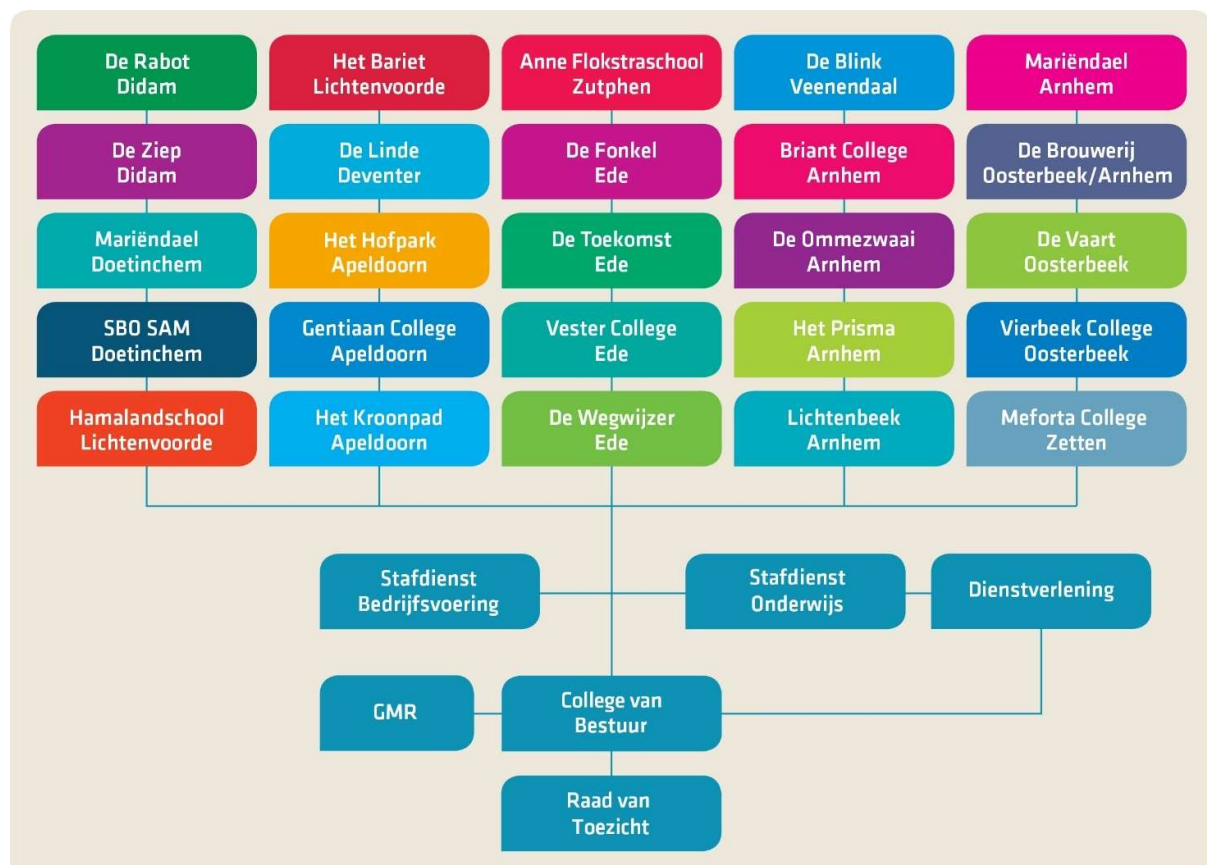 De Rabot
Didam
Het Bariet
Lichtenvoorde
Anne Flokstraschool
Zutphen
De Blink
Veenendaal
Mariëndael
Arnhem
De Ziep
Didam
De Linde
Deventer
De Fonkel
Ede
Briant College
Arnhem
De Brouwerij
Oosterbeek/Arnhem
Mariëndael
Doetinchem
Het Hofpark
Apeldoorn
De Toekomst
Ede
De Ommezwaai
Arnhem
De Vaart
Oosterbeek
SBO SAM
Doetinchem
Gentiaan College
Apeldoorn
Vester College
Ede
Het Prisma
Arnhem
Vierbeek College
Oosterbeek
Hamalandschool
Lichtenvoorde
Het Kroonpad
Apeldoorn
De Wegwijzer
Ede
Lichtenbeek
Arnhem
Meforta College
Zetten
Stafdienst
Bedrijfsvoering
Stafdienst
Onderwijs
Dienstverlening
GMR
College van
Bestuur
Raad van
Toezicht